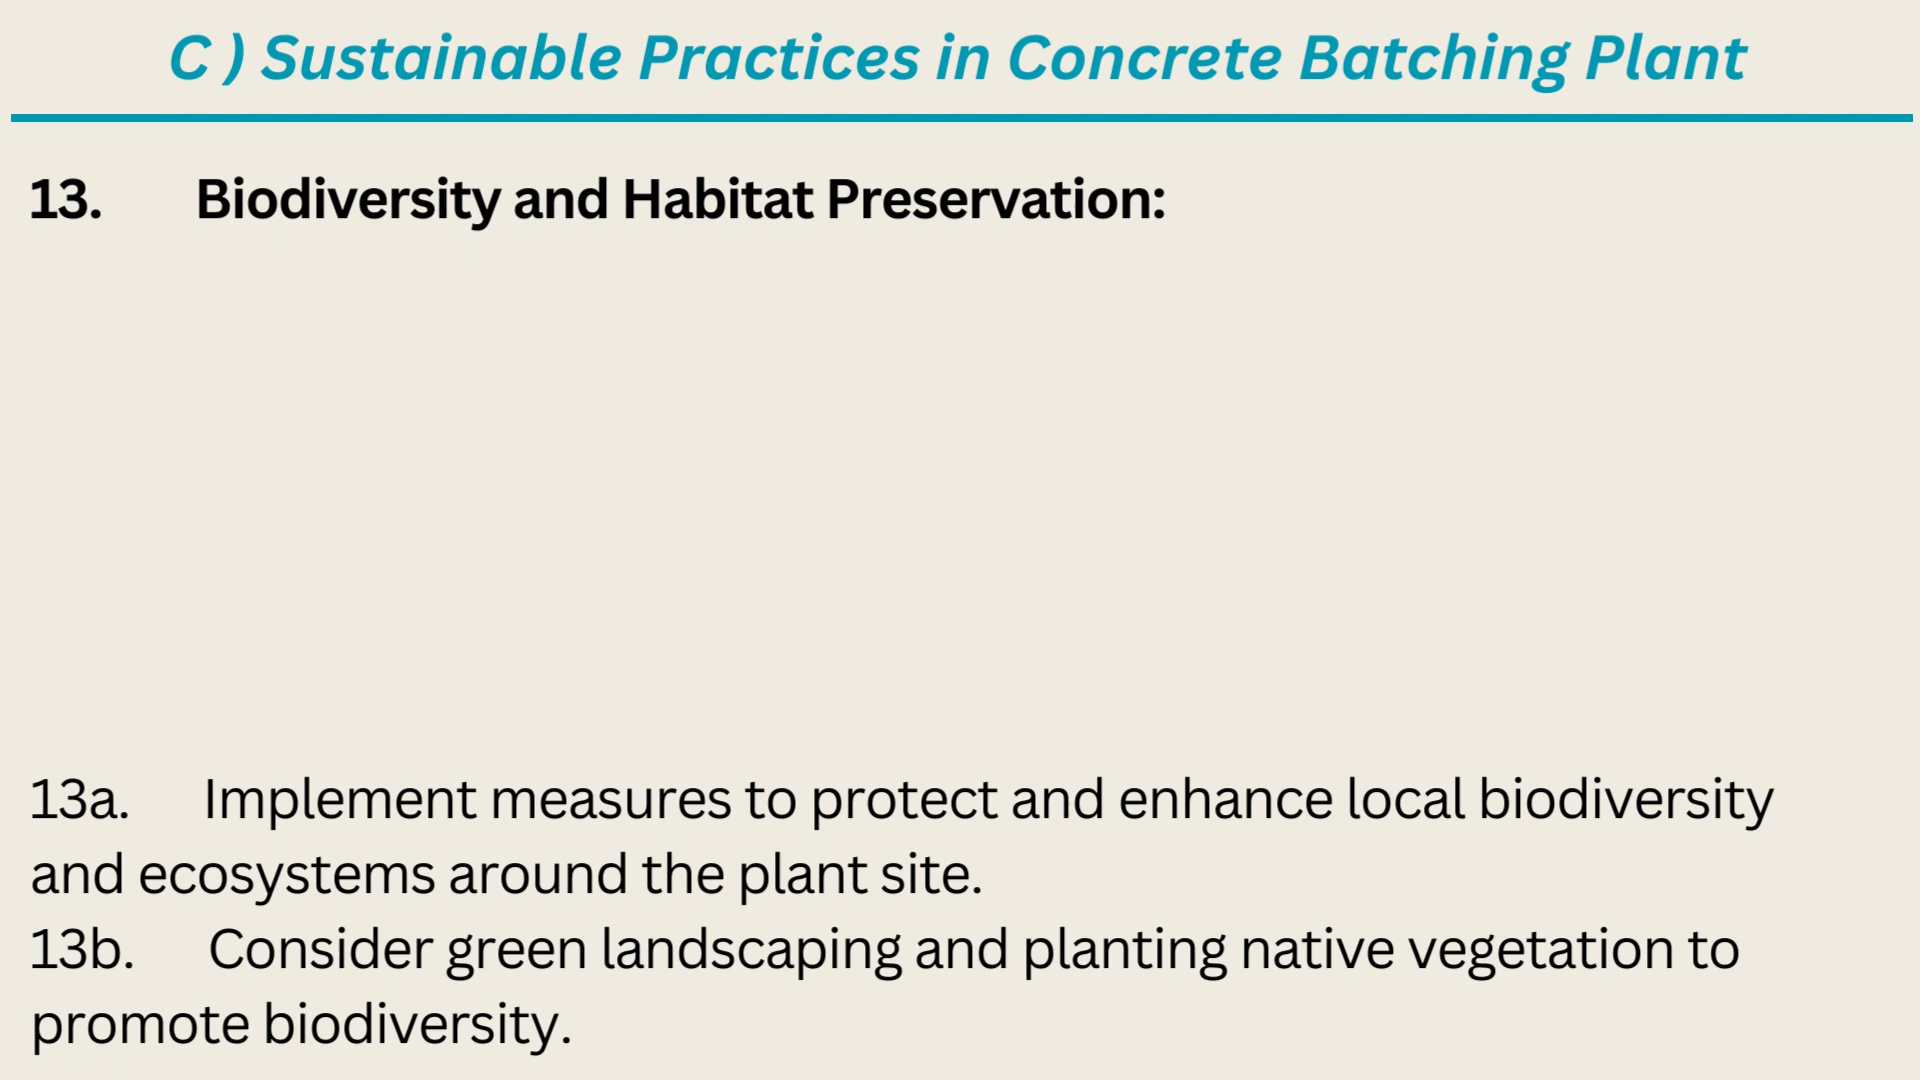 C ) Sustainable Practices in Concrete Batching Plant
13. Biodiversity and Habitat Preservation:
13a. Implement measures to protect and enhance local biodiversity
and ecosystems around the plant site.
13b. Consider green landscaping and planting native vegetation to
promote biodiversity.